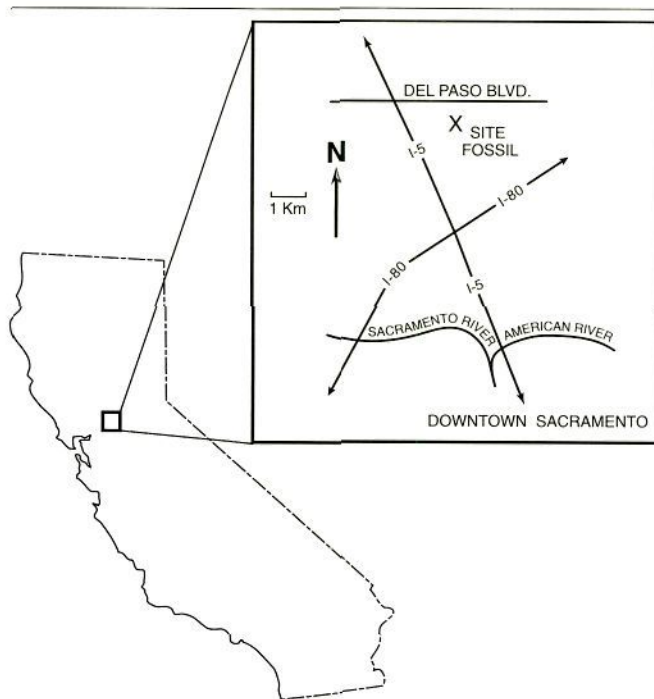 DEL PASO BLVD.
X SITE
FOSSIL
I-5
N
1 Km
I-80
I-80
I-5
SACRAMENTO RIVER
AMERICAN RIVER
DOWNTOWN SACRAMENTO